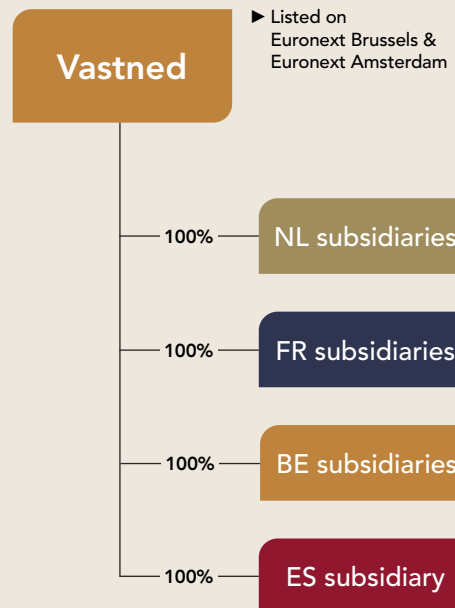 Vastned
▶ Listed on
Euronext Brussels &
Euronext Amsterdam
100%
NL subsidiaries
100%
FR subsidiaries
100%
BE subsidiaries
100%
ES subsidiary